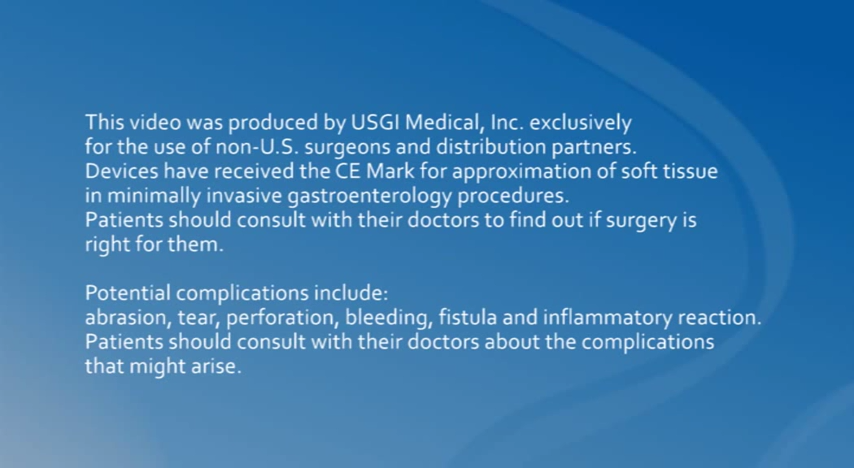 This video was produced by USGI Medical, Inc. exclusively
for the use of non-U.S. surgeons and distribution partners.
Devices have received the CE Mark for approximation of soft tissue
in minimally invasive gastroenterology procedures.
Patients should consult with their doctors to find out if surgery is
right for them.
Potential complications include:
abrasion, tear, perforation, bleeding, fistula and inflammatory reaction.
Patients should consult with their doctors about the complications
that might arise.